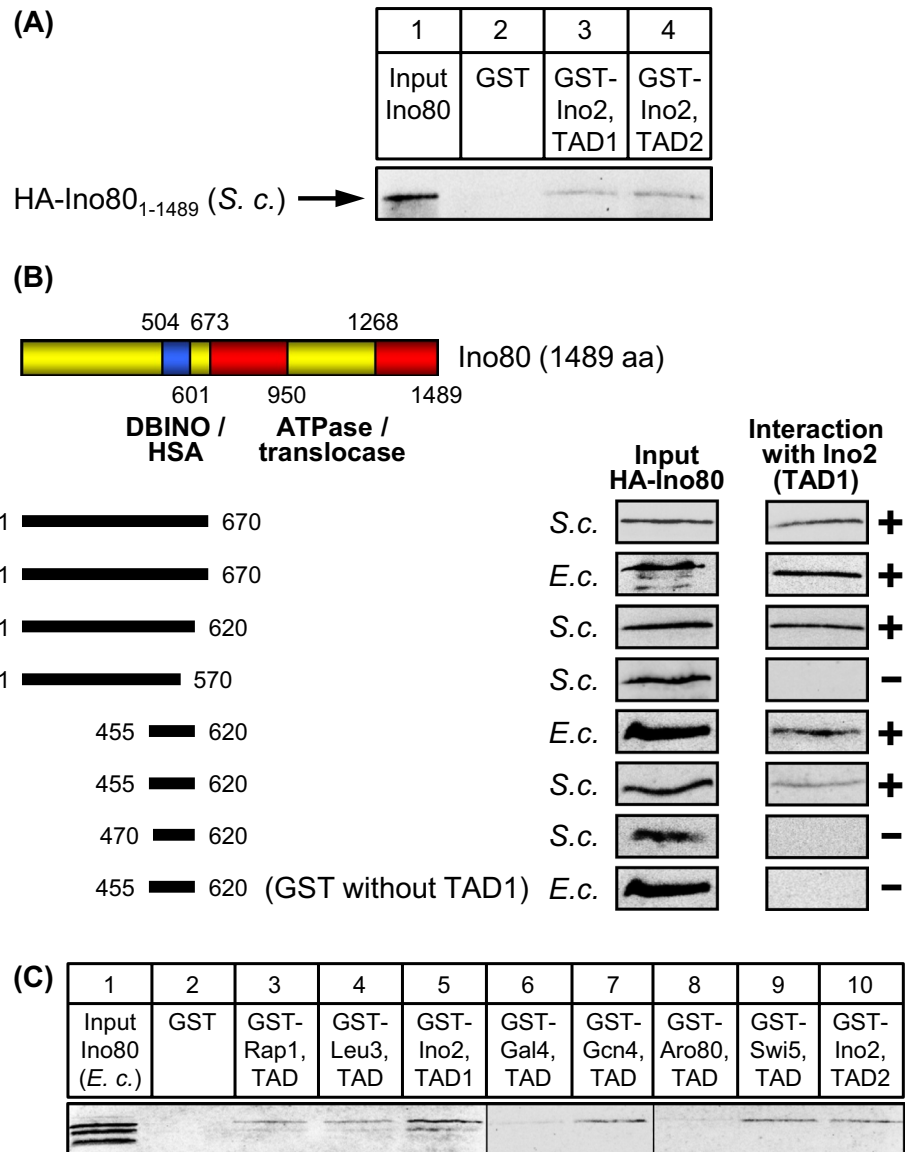 (A)
1 2 3 4
Input Ino80 GST GST-Ino2, TAD1 GST-Ino2, TAD2
HA-Ino80₁₋₁₄₈₉ (S. c.)
(B)
504 673 1268
Ino80 (1489 aa)
601 950 1489
DBINO / HSA ATPase / translocase
Input HA-Ino80 Interaction with Ino2 (TAD1)
1 670 S.c. +
1 670 E.c. +
1 620 S.c. +
1 570 S.c. −
455 620 E.c. +
455 620 S.c. +
470 620 S.c. −
455 620 (GST without TAD1) E.c. −
(C)
1 2 3 4 5 6 7 8 9 10
Input Ino80 (E. c.) GST GST-Rap1, TAD GST-Leu3, TAD GST-Ino2, TAD1 GST-Gal4, TAD GST-Gcn4, TAD GST-Aro80, TAD GST-Swi5, TAD GST-Ino2, TAD2